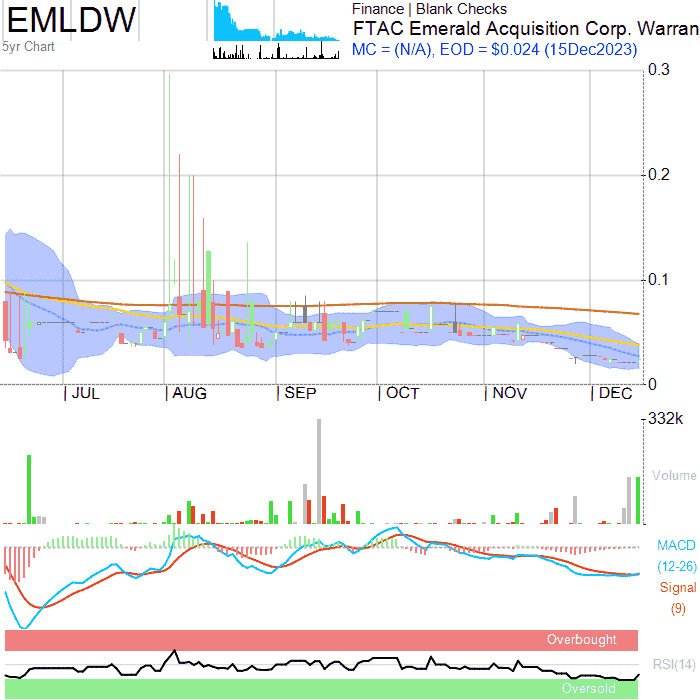 EMLDW
5yr Chart
Finance | Blank Checks
FTAC Emerald Acquisition Corp. Warran
MC = (N/A), EOD = $0.024 (15Dec2023)
0.3
0.2
0.1
0
| JUL | AUG | SEP | OCT | NOV | DEC
332k
Volume
MACD
(12-26)
Signal
(9)
Overbought
RSI(14)
Oversold